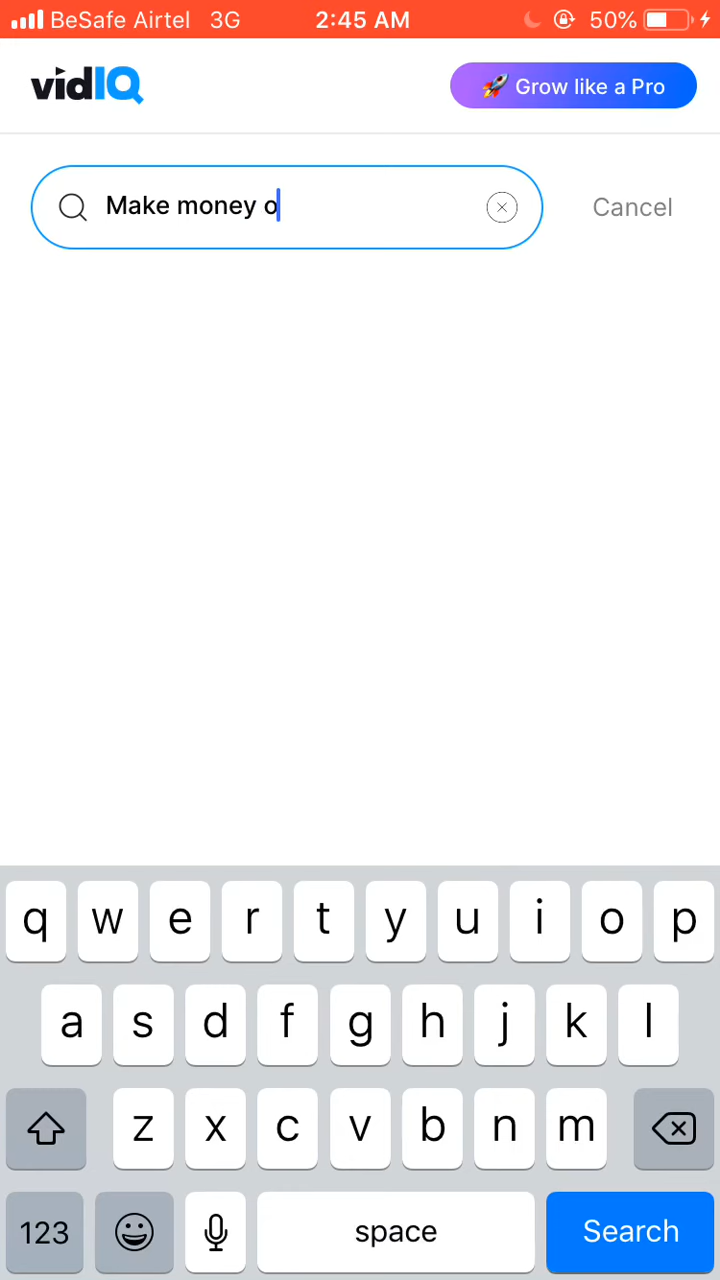 BeSafe Airtel 3G 2:45 AM 50%
vidIQ 🚀 Grow like a Pro
Make money o Cancel
q w e r t y u i o p
a s d f g h j k l
z x c v b n m
123 space Search